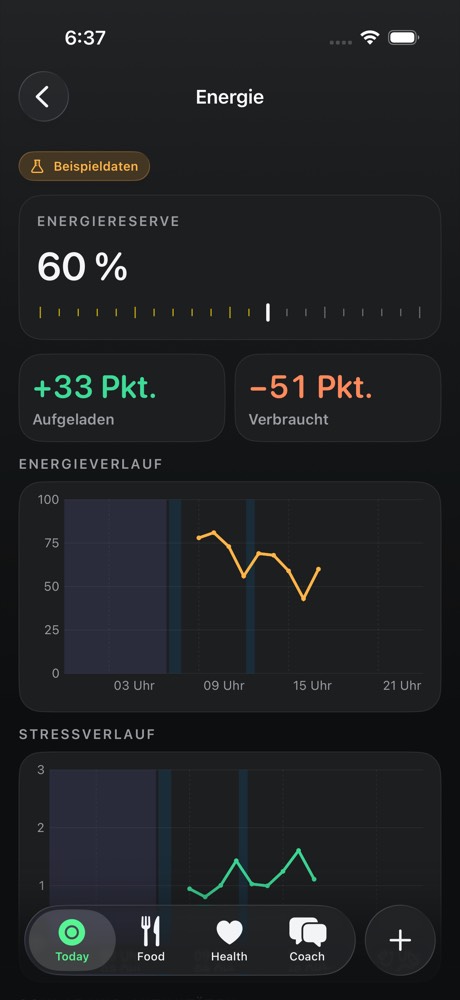 6:37
Energie
Beispieldaten
ENERGIERESERVE
60 %
+33 Pkt.
Aufgeladen
−51 Pkt.
Verbraucht
ENERGIEVERLAUF
100
75
50
25
0
03 Uhr
09 Uhr
15 Uhr
21 Uhr
STRESSVERLAUF
3
2
1
Today
Food
Health
Coach